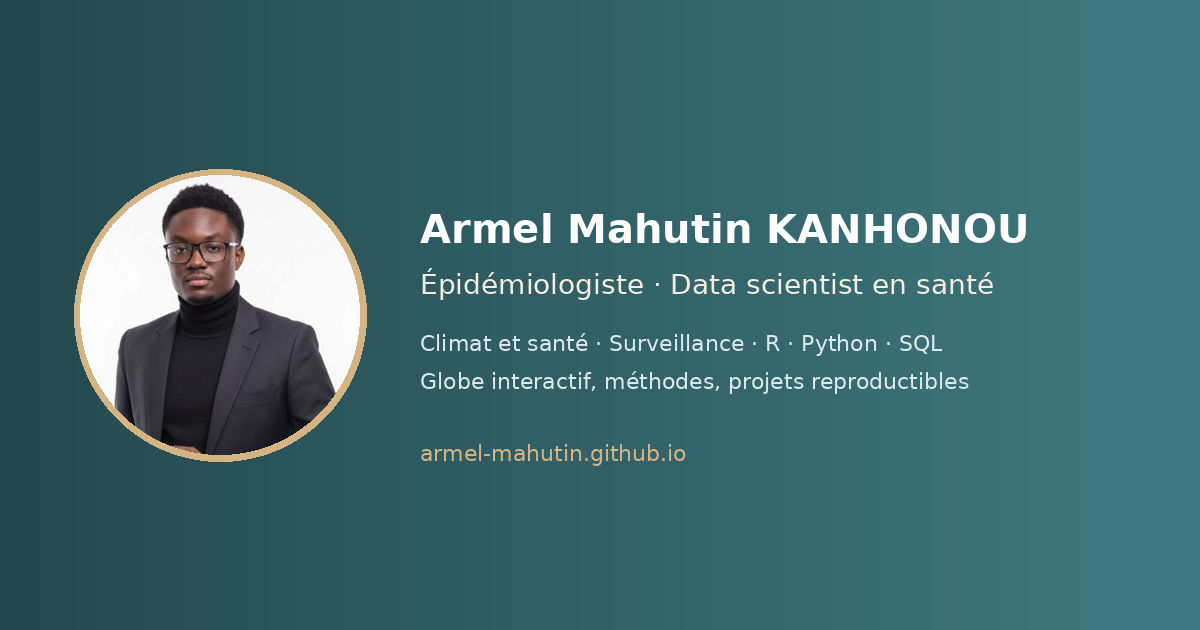 Armel Mahutin KANHONOU
Épidémiologiste · Data scientist en santé
Climat et santé · Surveillance · R · Python · SQL
Globe interactif, méthodes, projets reproductibles
armel-mahutin.github.io